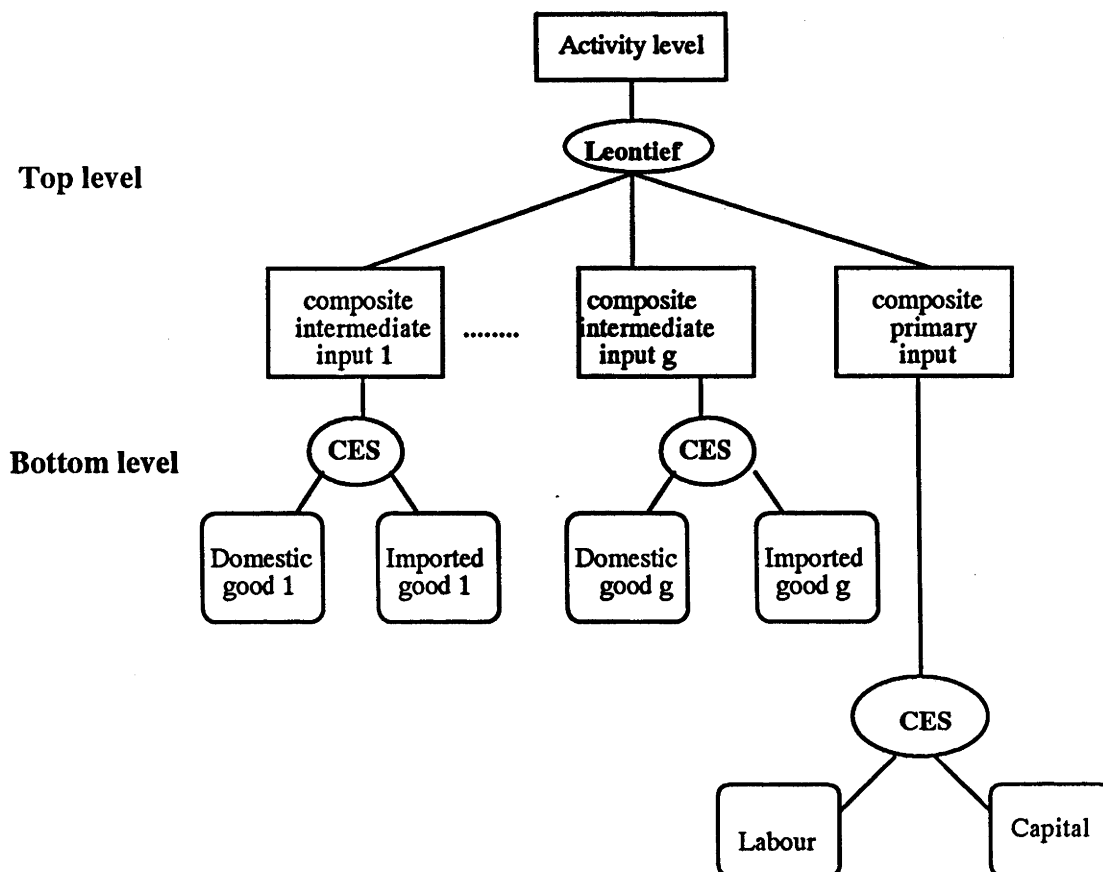 Activity level
Leontief
Top level
composite
intermediate
input 1
........
composite
intermediate
input g
composite
primary
input
Bottom level
CES
CES
Domestic
good 1
Imported
good 1
Domestic
good g
Imported
good g
CES
Labour
Capital